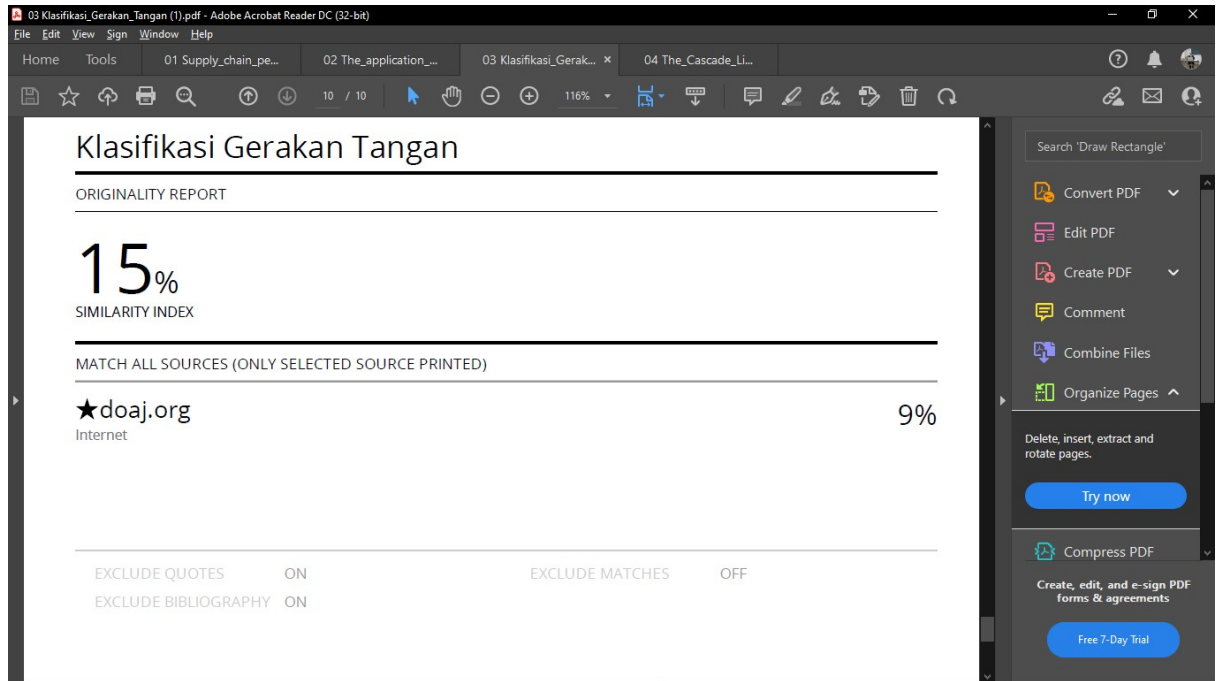 03 Klasifikasi_Gerakan_Tangan (1).pdf - Adobe Acrobat Reader DC (32-bit)
File Edit View Sign Window Help
Home Tools 01 Supply_chain_pe... 02 The_application_... 03 Klasifikasi_Gerak... × 04 The_Cascade_Li...
10 / 10 116%
Klasifikasi Gerakan Tangan
ORIGINALITY REPORT
15%
SIMILARITY INDEX
MATCH ALL SOURCES (ONLY SELECTED SOURCE PRINTED)
★doaj.org 9%
Internet
EXCLUDE QUOTES ON EXCLUDE MATCHES OFF
EXCLUDE BIBLIOGRAPHY ON
Search 'Draw Rectangle'
Convert PDF
Edit PDF
Create PDF
Comment
Combine Files
Organize Pages
Delete, insert, extract and
rotate pages.
Try now
Compress PDF
Create, edit, and e-sign PDF
forms & agreements
Free 7-Day Trial